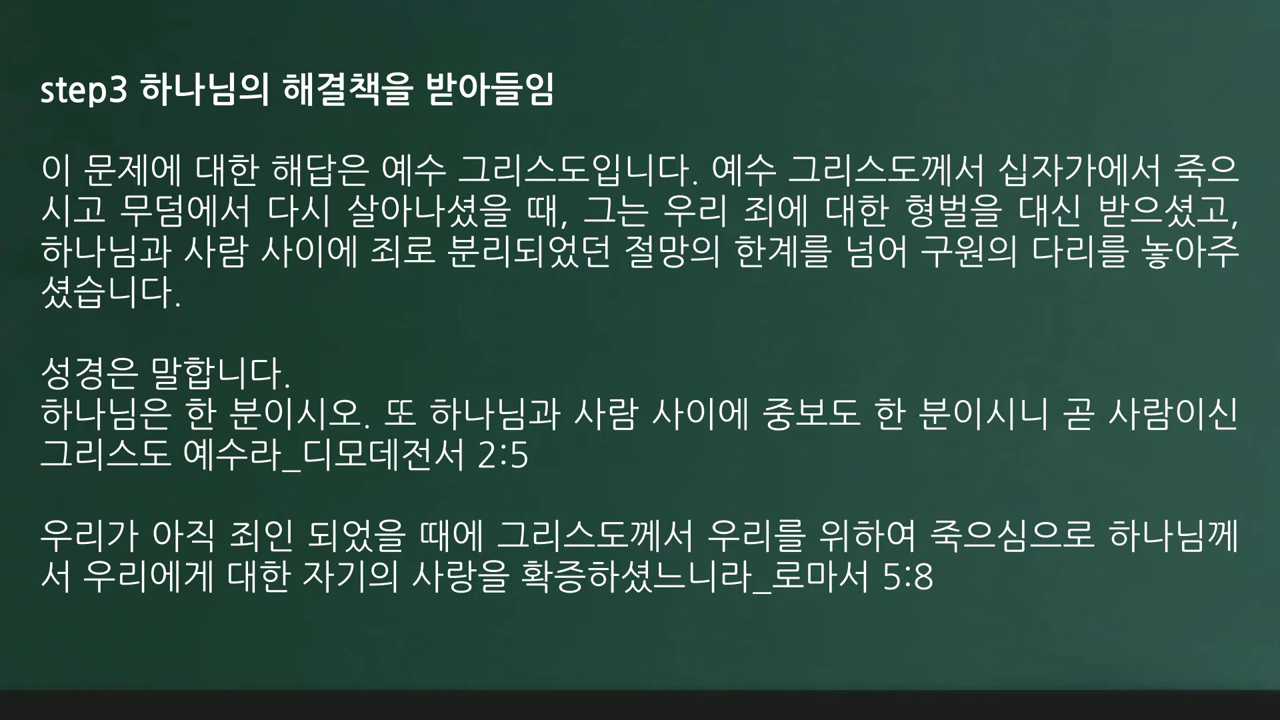 step3 하나님의 해결책을 받아들임
이 문제에 대한 해답은 예수 그리스도입니다. 예수 그리스도께서 십자가에서 죽으
시고 무덤에서 다시 살아나셨을 때, 그는 우리 죄에 대한 형벌을 대신 받으셨고,
하나님과 사람 사이에 죄로 분리되었던 절망의 한계를 넘어 구원의 다리를 놓아주
셨습니다.
성경은 말합니다.
하나님은 한 분이시오. 또 하나님과 사람 사이에 중보도 한 분이시니 곧 사람이신
그리스도 예수라_디모데전서 2:5
우리가 아직 죄인 되었을 때에 그리스도께서 우리를 위하여 죽으심으로 하나님께
서 우리에게 대한 자기의 사랑을 확증하셨느니라_로마서 5:8